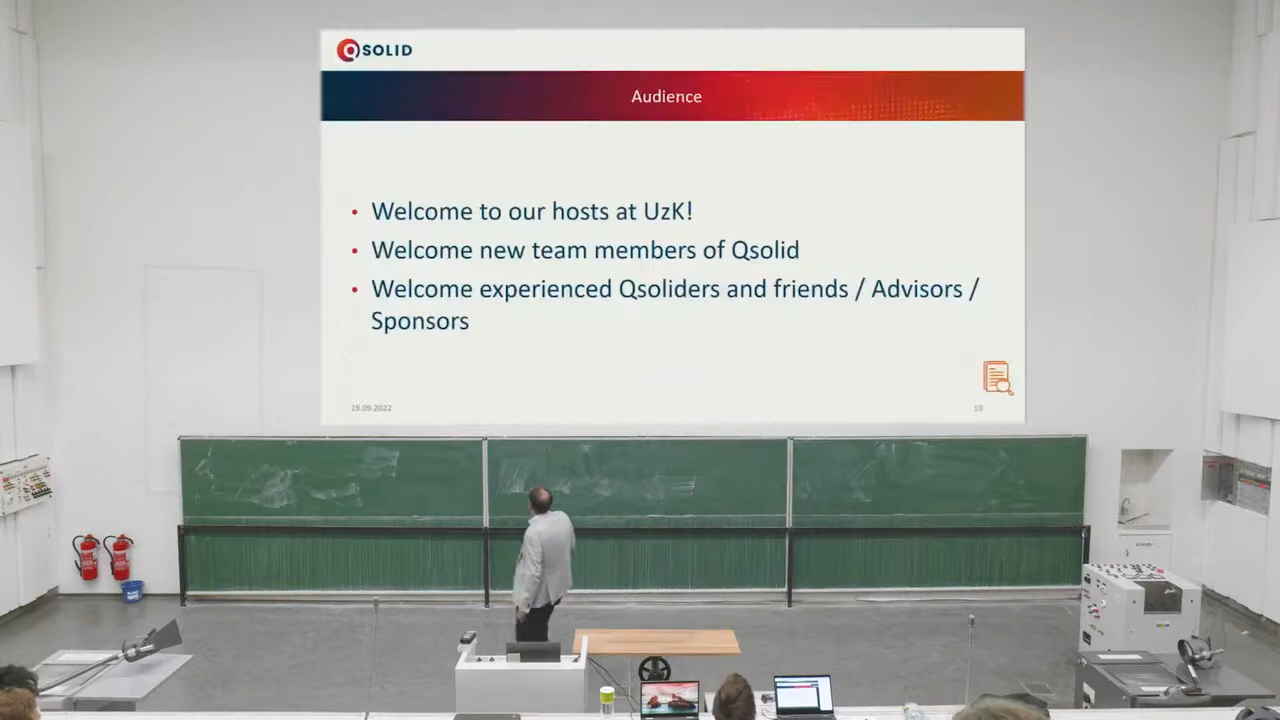 QSOLID
Audience
• Welcome to our hosts at UzK!
• Welcome new team members of Qsolid
• Welcome experienced Qsoliders and friends / Advisors /
Sponsors
19.09.2022
10